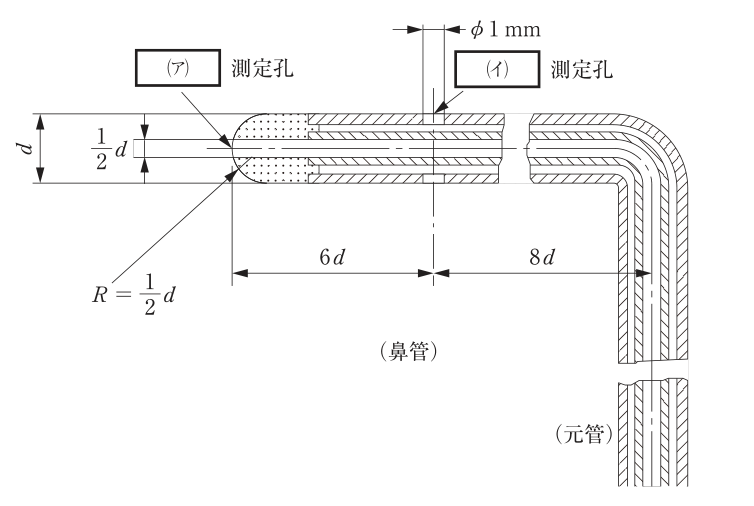 φ1 mm
(ア) 測定孔
(イ) 測定孔
d
1/2 d
R = 1/2 d
6d
8d
(鼻管)
(元管)